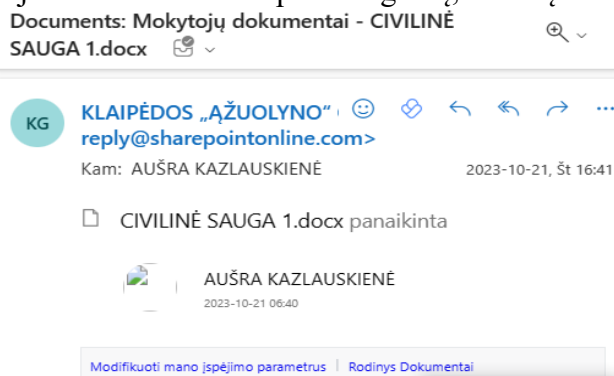 Documents: Mokytojų dokumentai - CIVILINĖ
SAUGA 1.docx
KG
KLAIPĖDOS „ĄŽUOLYNO“
reply@sharepointonline.com>
Kam: AUŠRA KAZLAUSKIENĖ
2023-10-21, Št 16:41
CIVILINĖ SAUGA 1.docx panaikinta
AUŠRA KAZLAUSKIENĖ
2023-10-21 06:40
Modifikuoti mano įspėjimo parametrus | Rodinys Dokumentai